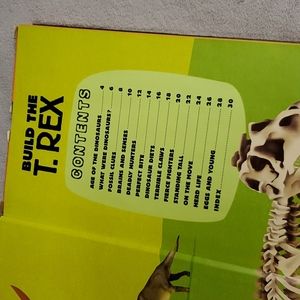 BUILD THE
T. REX
CONTENTS
AGE OF THE DINOSAURS 4
WHAT WERE DINOSAURS? 6
FOSSIL CLUES 8
BRAINS AND SENSES 10
DEADLY HUNTERS 12
PERFECT BITE 14
DINOSAUR DIETS 16
TERRIBLE CLAWS 18
FIERCE FIGHTERS 20
STANDING TALL 22
ON THE MOVE 24
HERD LIFE 26
EGGS AND YOUNG 28
INDEX 30